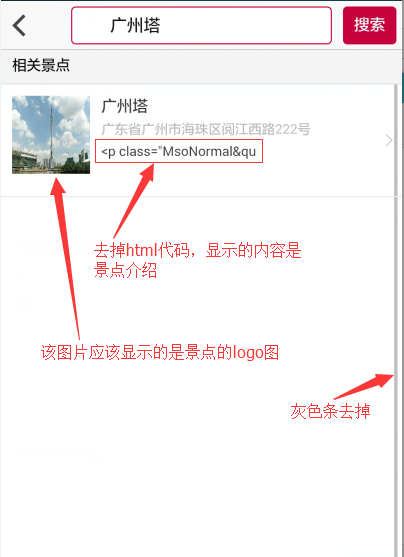 广州塔
搜索
相关景点
广州塔
广东省广州市海珠区阅江西路222号
<p class="MsoNormal&qu
去掉html代码，显示的内容是
景点介绍
该图片应该显示的是景点的logo图
灰色条去掉